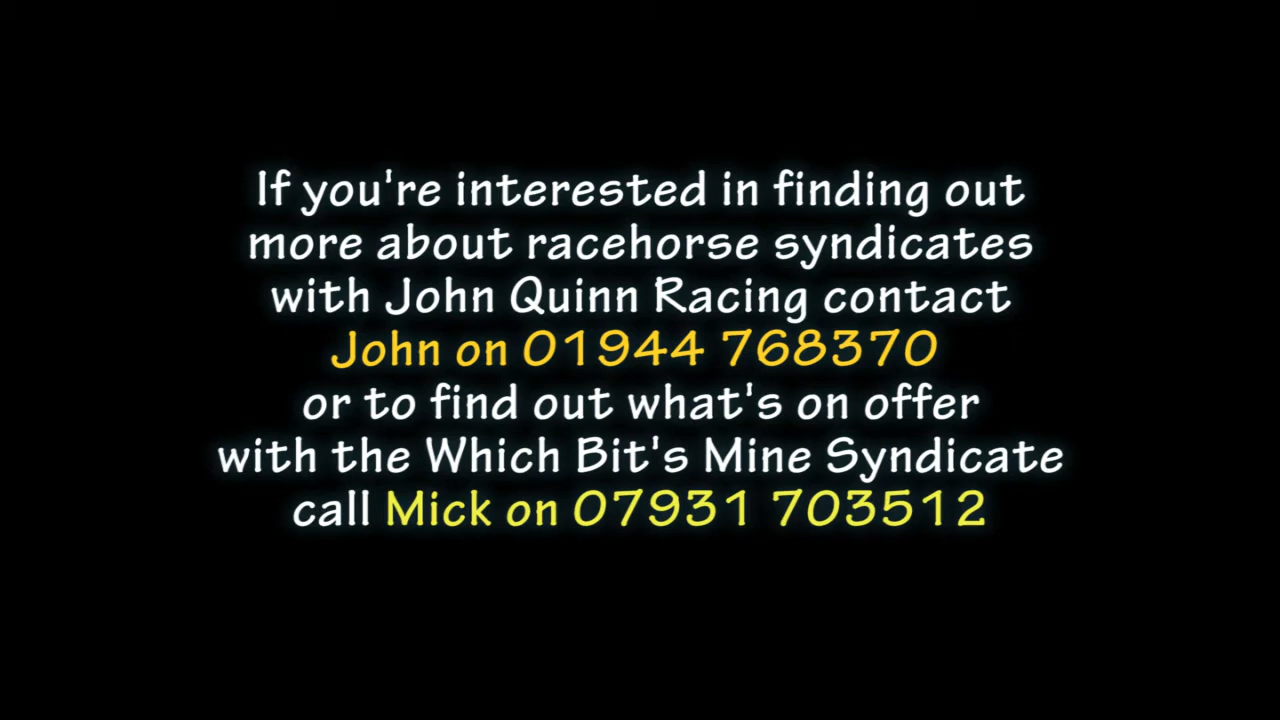 If you're interested in finding out
more about racehorse syndicates
with John Quinn Racing contact
John on 01944 768370
or to find out what's on offer
with the Which Bit's Mine Syndicate
call Mick on 07931 703512